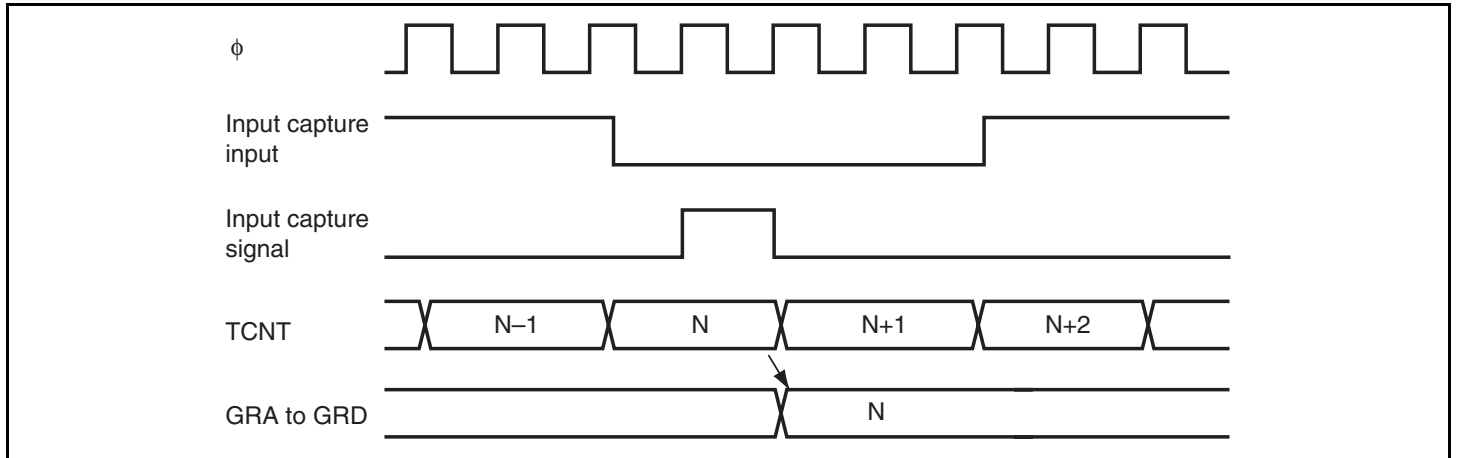 ϕ
Input capture
input
Input capture
signal
TCNT N–1 N N+1 N+2
GRA to GRD N